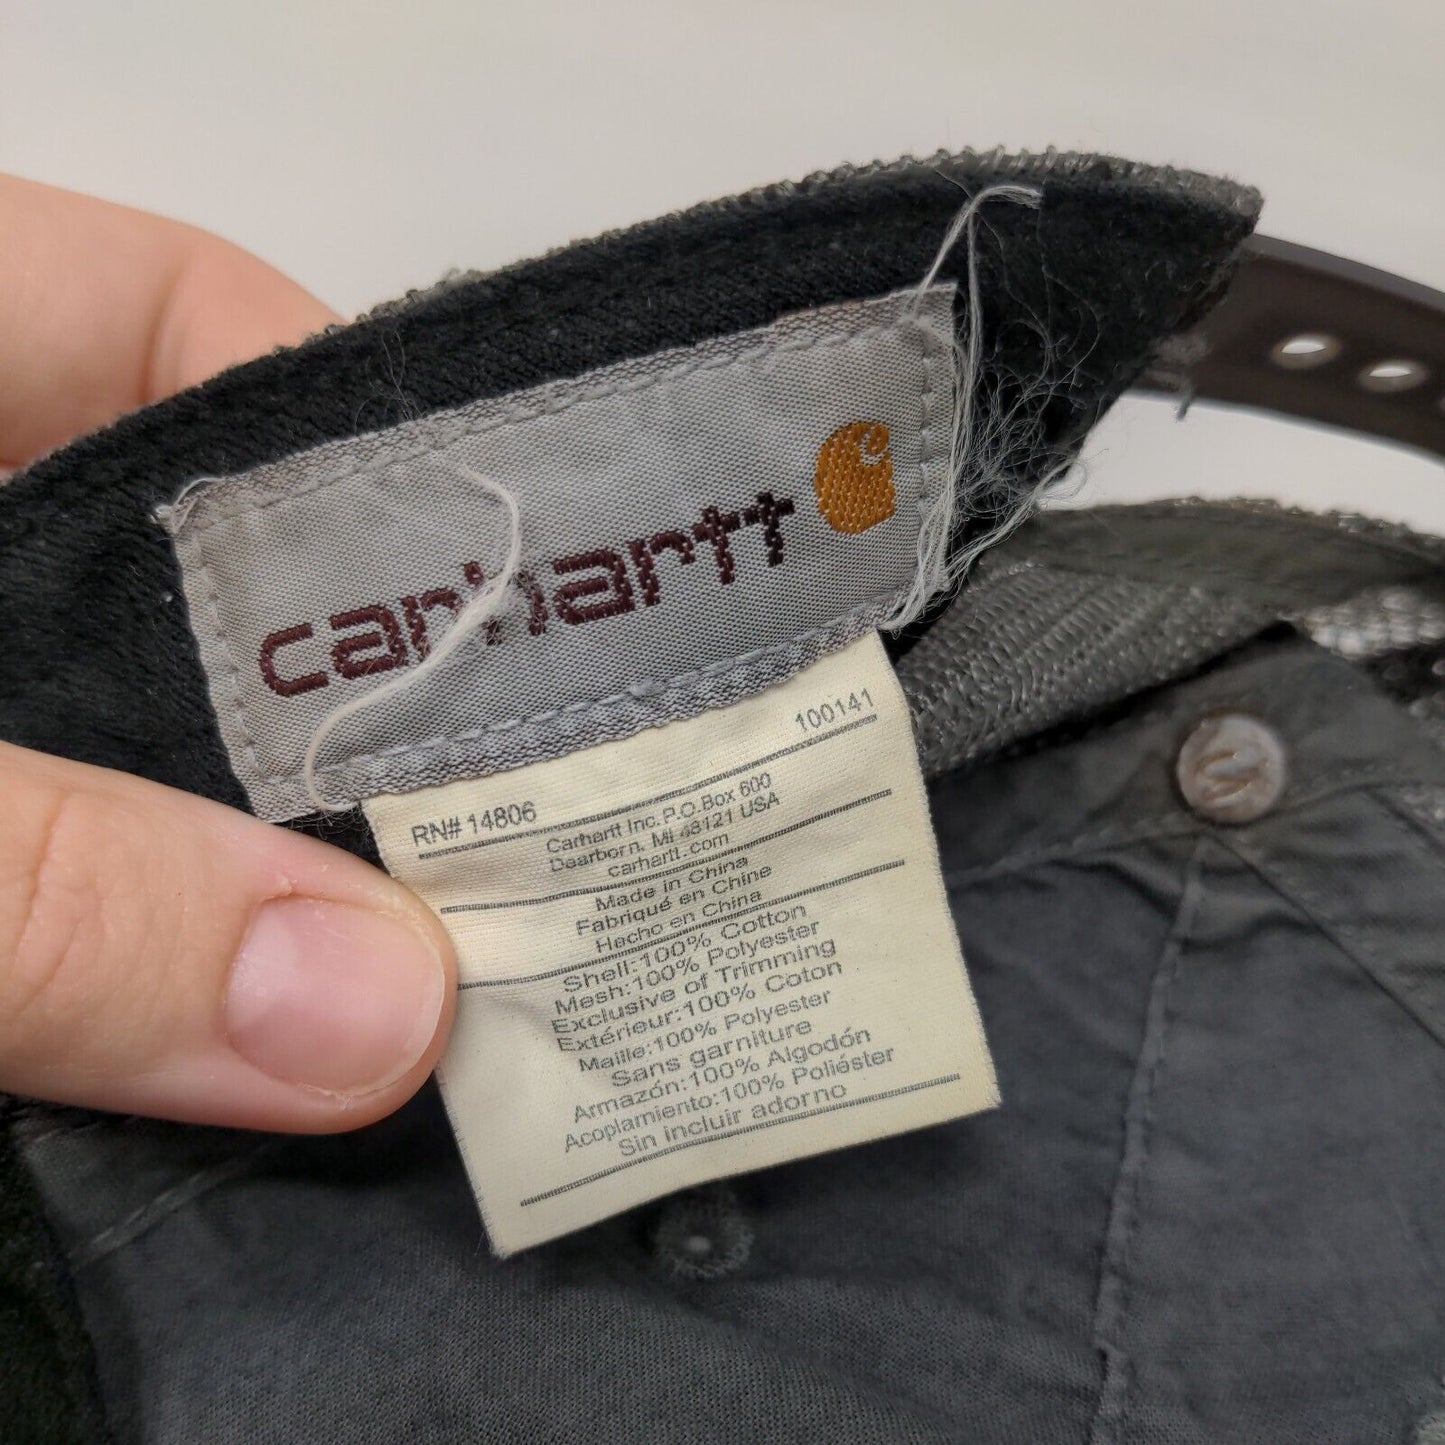 carhartt
RN# 14806 100141
Carhartt Inc. P.O.Box 600
Dearborn, MI 48121 USA
carhartt.com
Made in China
Fabriqué en Chine
Hecho en China
Shell:100% Cotton
Mesh:100% Polyester
Exclusive of Trimming
Extérieur:100% Coton
Maille:100% Polyester
Sans garniture
Armazón:100% Algodón
Acoplamiento:100% Poliéster
Sin incluir adorno